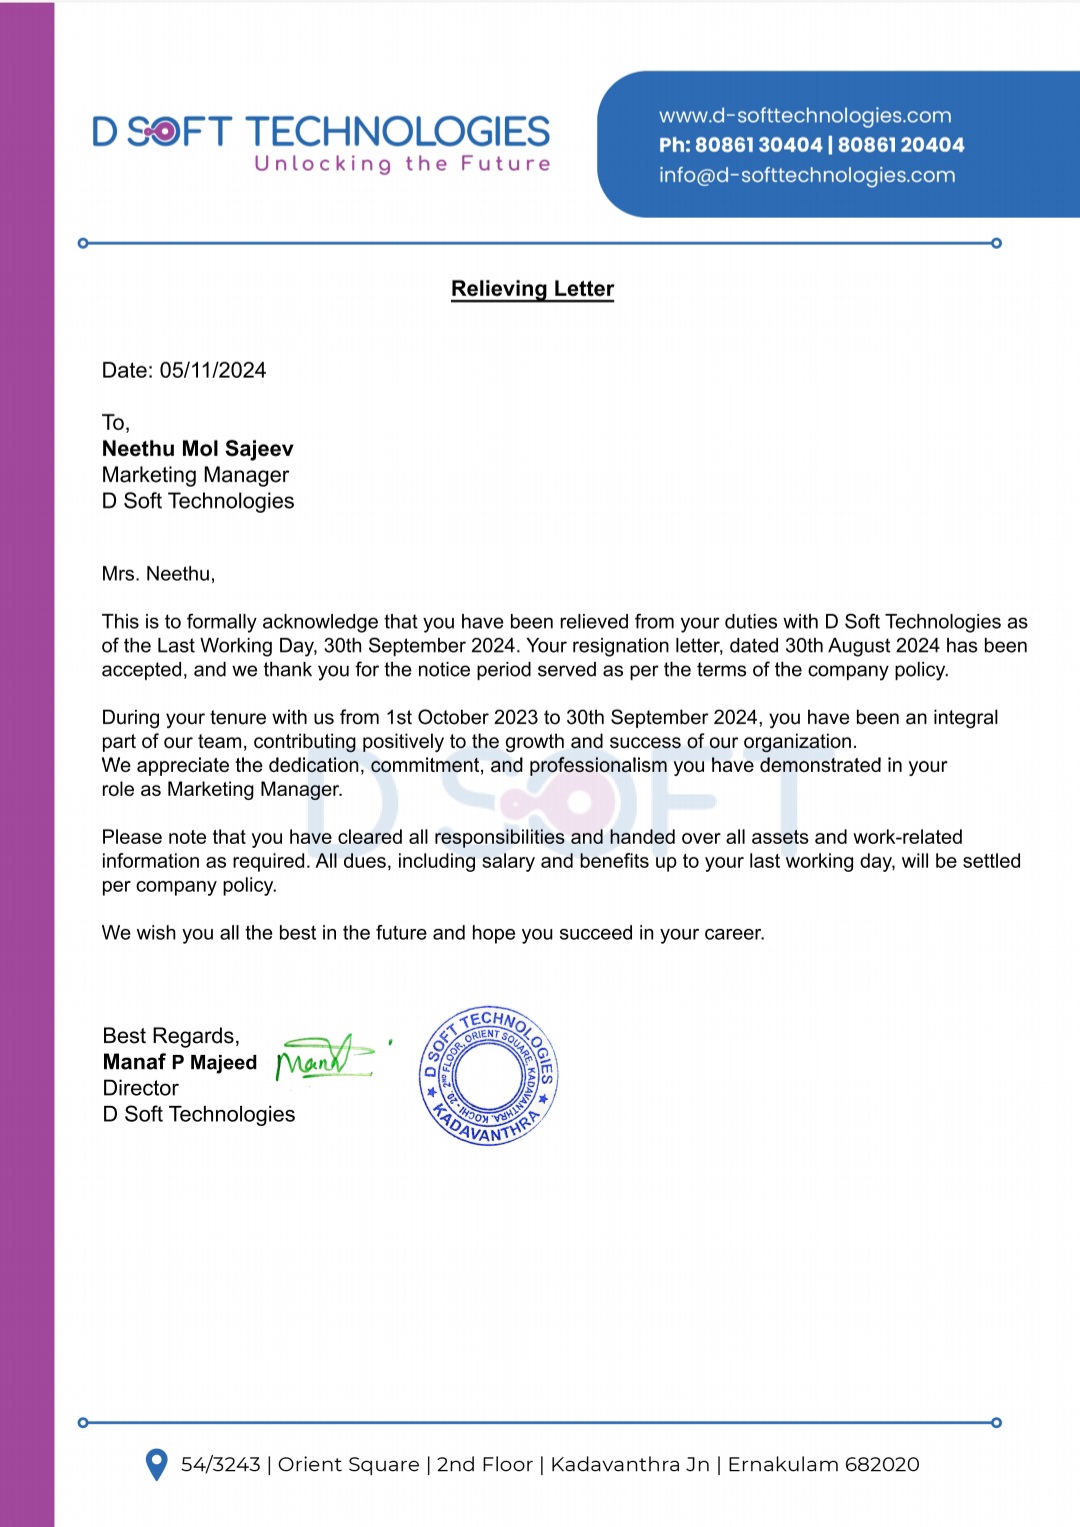 D SOFT TECHNOLOGIES
Unlocking the Future
www.d-softtechnologies.com
Ph: 80861 30404 | 80861 20404
info@d-softtechnologies.com
Relieving Letter
Date: 05/11/2024
To,
Neethu Mol Sajeev
Marketing Manager
D Soft Technologies
Mrs. Neethu,
This is to formally acknowledge that you have been relieved from your duties with D Soft Technologies as
of the Last Working Day, 30th September 2024. Your resignation letter, dated 30th August 2024 has been
accepted, and we thank you for the notice period served as per the terms of the company policy.
During your tenure with us from 1st October 2023 to 30th September 2024, you have been an integral
part of our team, contributing positively to the growth and success of our organization.
We appreciate the dedication, commitment, and professionalism you have demonstrated in your
role as Marketing Manager.
D SOFT
Please note that you have cleared all responsibilities and handed over all assets and work-related
information as required. All dues, including salary and benefits up to your last working day, will be settled
per company policy.
We wish you all the best in the future and hope you succeed in your career.
Best Regards,
Manaf P Majeed
Director
D Soft Technologies
D SOFT TECHNOLOGIES
★ KADAVANTHRA ★
2ND FLOOR, ORIENT SQUARE, KADAVANTHRA, KOCHI - 20.
54/3243 | Orient Square | 2nd Floor | Kadavanthra Jn | Ernakulam 682020